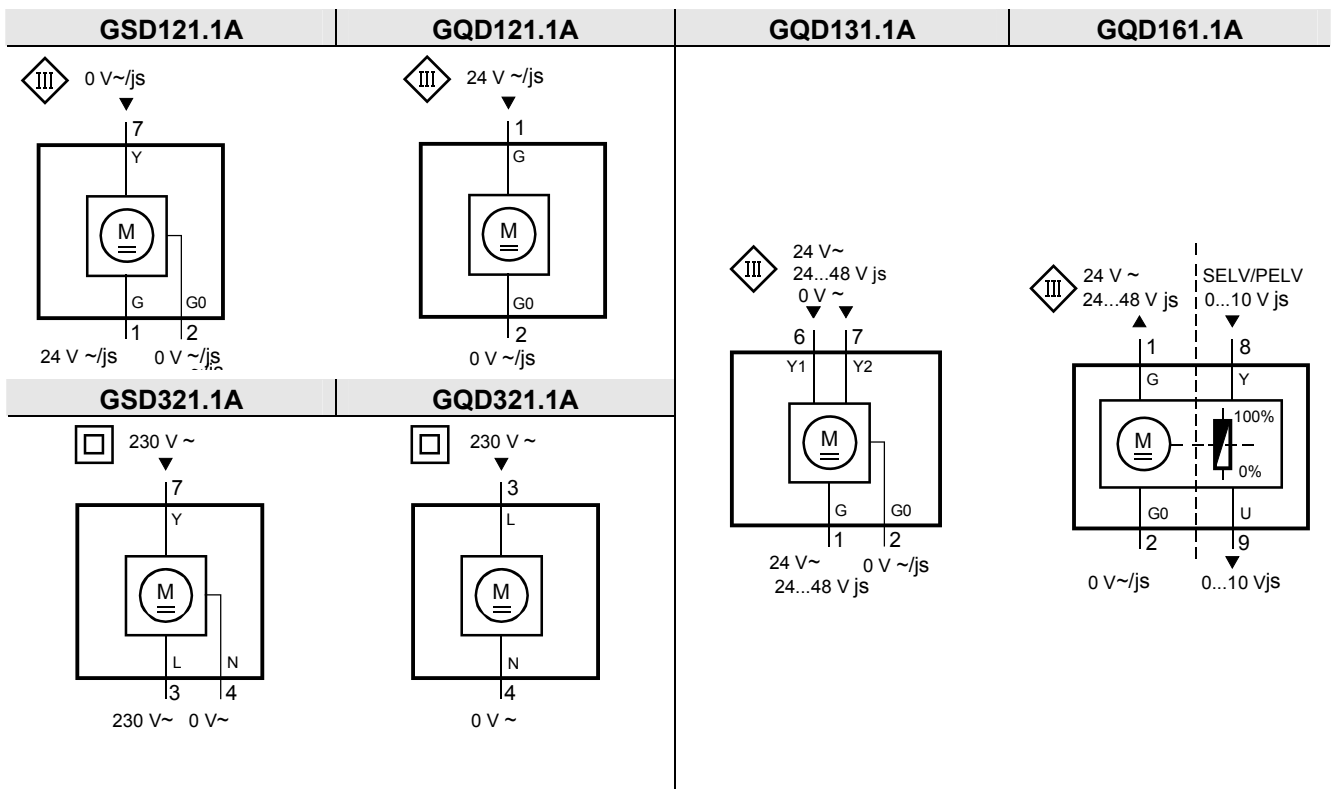 GSD121.1A
GQD121.1A
GQD131.1A
GQD161.1A
III
0 V~/js
7
Y
M
G
G0
1
2
24 V ~/js
0 V ~/js
III
24 V ~/js
1
G
M
G0
2
0 V ~/js
GSD321.1A
GQD321.1A
230 V ~
7
Y
M
L
N
3
4
230 V~ 0 V~
230 V ~
3
L
M
N
4
0 V ~
III
24 V~
24...48 V js
0 V ~
6
7
Y1
Y2
M
G
G0
1
2
24 V~
0 V ~/js
24...48 V js
III
24 V ~
24...48 V js
SELV/PELV
0...10 V js
1
8
G
Y
100%
M
0%
G0
U
2
9
0 V~/js
0...10 Vjs